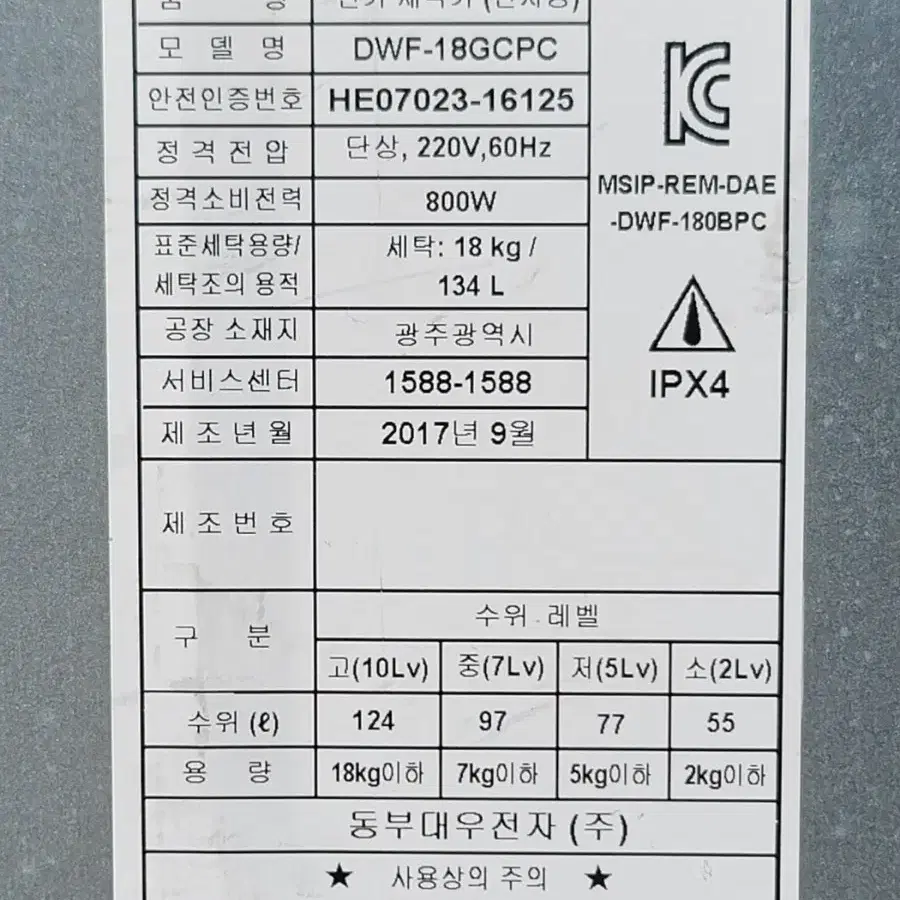 모 델 명 DWF-18GCPC
안전인증번호 HE07023-16125
정 격 전 압 단상, 220V,60Hz
정격소비전력 800W
표준세탁용량/ 세탁: 18 kg /
세탁조의 용적 134 L
공장 소재지 광주광역시
서비스센터 1588-1588
제 조 년 월 2017년 9월
KC
MSIP-REM-DAE
-DWF-180BPC
IPX4
제 조 번 호
구 분 수위 레벨
고(10Lv) 중(7Lv) 저(5Lv) 소(2Lv)
수위 (ℓ) 124 97 77 55
용 량 18kg이하 7kg이하 5kg이하 2kg이하
동부대우전자 (주)
★ 사용상의 주의 ★